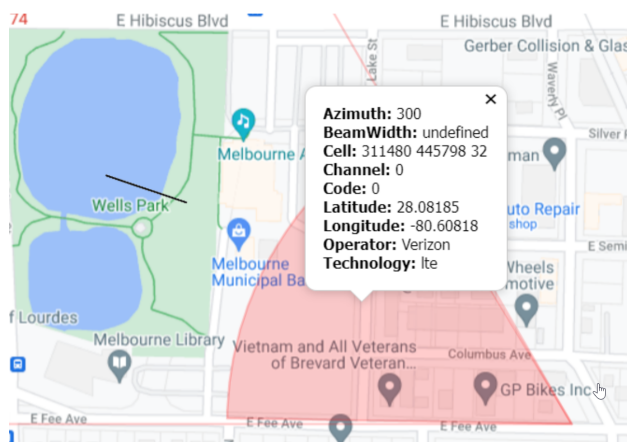 74
E Hibiscus Blvd
E Hibiscus Blvd
Gerber Collision & Glas
Lake St
Waverly Pl
Silver
Melbourne A
man
Azimuth: 300
BeamWidth: undefined
Cell: 311480 445798 32
Channel: 0
Code: 0
Latitude: 28.08185
Longitude: -80.60818
Operator: Verizon
Technology: lte
Wells Park
uto Repair
shop
E Semi
Melbourne
Municipal Ba
Wheels
motive
f Lourdes
Melbourne Library
Vietnam and All Veterans
of Brevard Veteran...
Columbus Ave
GP Bikes Inc
E Fee Ave
E Fee Ave
E Fee Ave